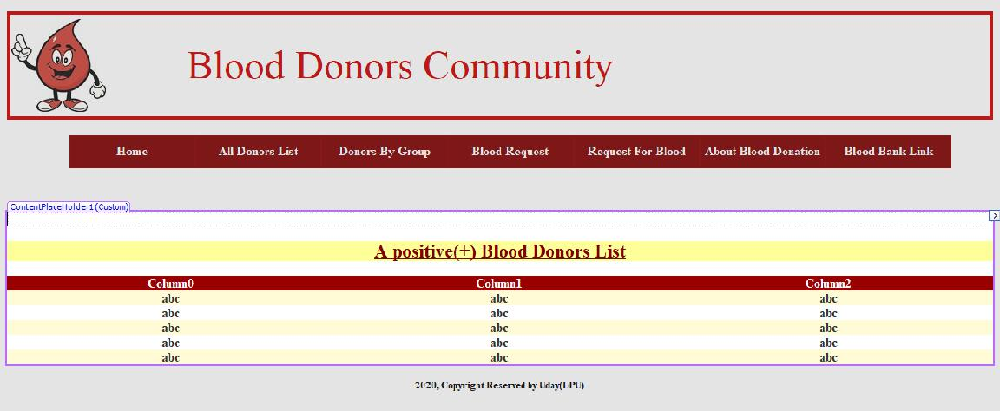 Blood Donors Community
Home All Donors List Donors By Group Blood Request Request For Blood About Blood Donation Blood Bank Link
ContentPlaceHolder1 (Custom)
A positive(+) Blood Donors List
Column0 Column1 Column2
abc abc abc
abc abc abc
abc abc abc
abc abc abc
abc abc abc
2020, Copyright Reserved by Uday(LPU)